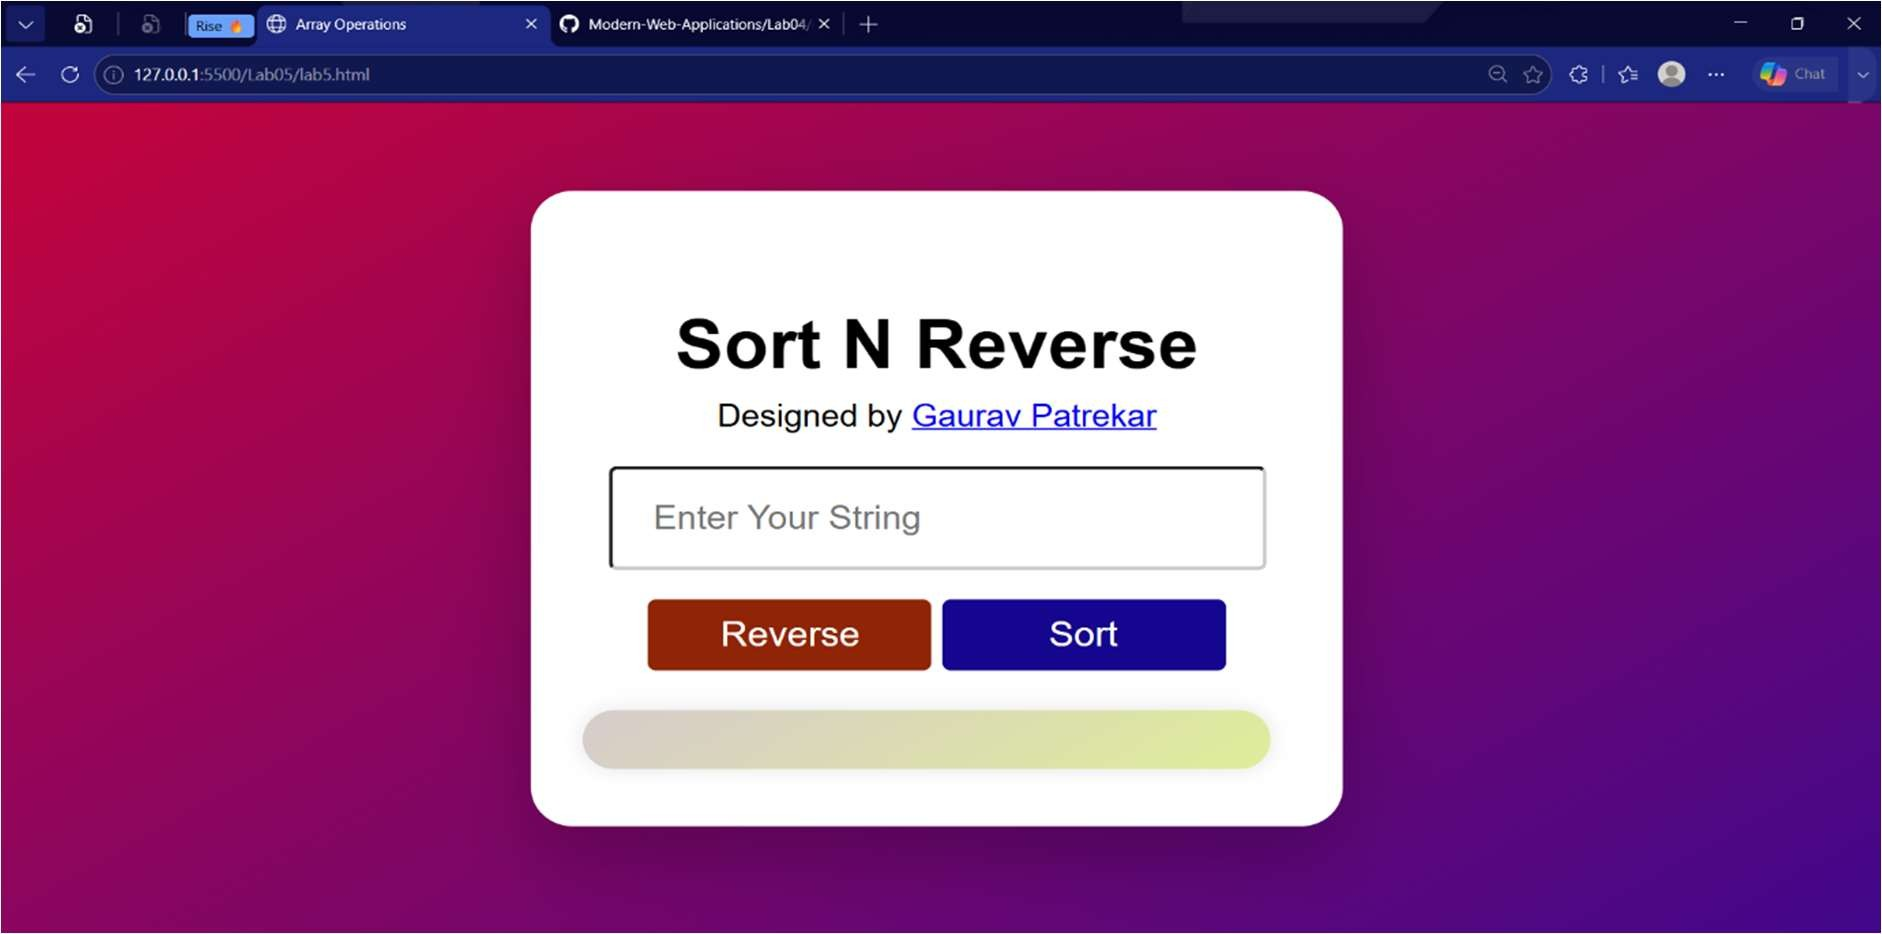 Rise 🔥 Array Operations Modern-Web-Applications/Lab04/
127.0.0.1:5500/Lab05/lab5.html Chat
Sort N Reverse
Designed by Gaurav Patrekar
Enter Your String
Reverse Sort